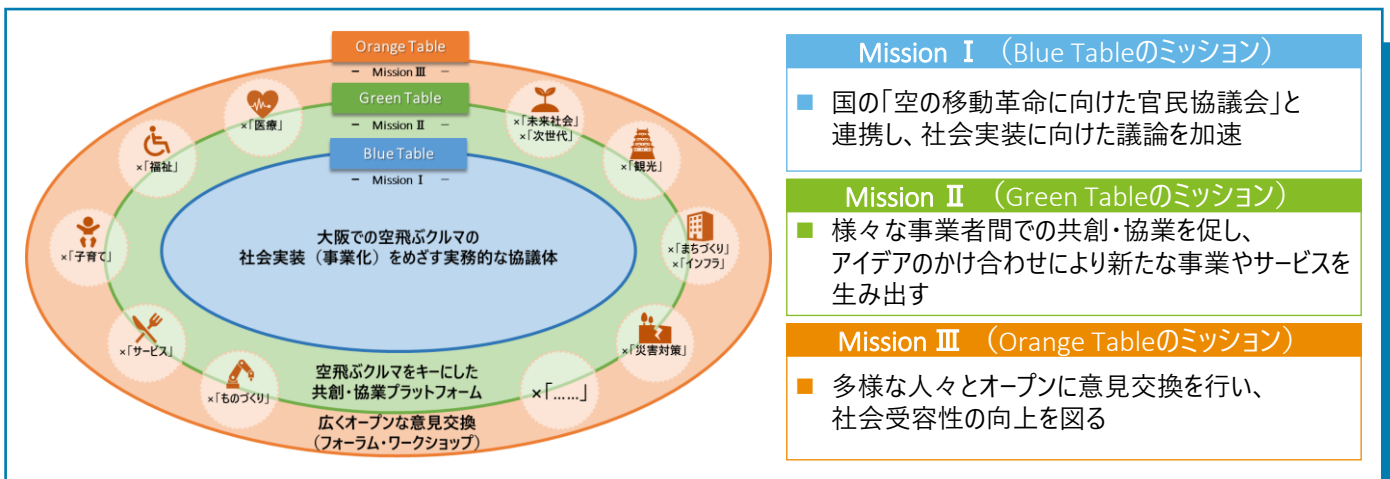 Orange Table
－ Mission Ⅲ －
Green Table
－ Mission Ⅱ －
Blue Table
－ Mission Ⅰ －
×「医療」
×「未来社会」
×「次世代」
×「福祉」
×「観光」
×「子育て」
×「まちづくり」
×「インフラ」
×「サービス」
×「災害対策」
×「ものづくり」
×「……」
大阪での空飛ぶクルマの
社会実装（事業化）をめざす実務的な協議体
空飛ぶクルマをキーにした
共創・協業プラットフォーム
広くオープンな意見交換
（フォーラム・ワークショップ）
Mission Ⅰ （Blue Tableのミッション）
■ 国の「空の移動革命に向けた官民協議会」と
連携し、社会実装に向けた議論を加速
Mission Ⅱ （Green Tableのミッション）
■ 様々な事業者間での共創・協業を促し、
アイデアのかけ合わせにより新たな事業やサービスを
生み出す
Mission Ⅲ （Orange Tableのミッション）
■ 多様な人々とオープンに意見交換を行い、
社会受容性の向上を図る